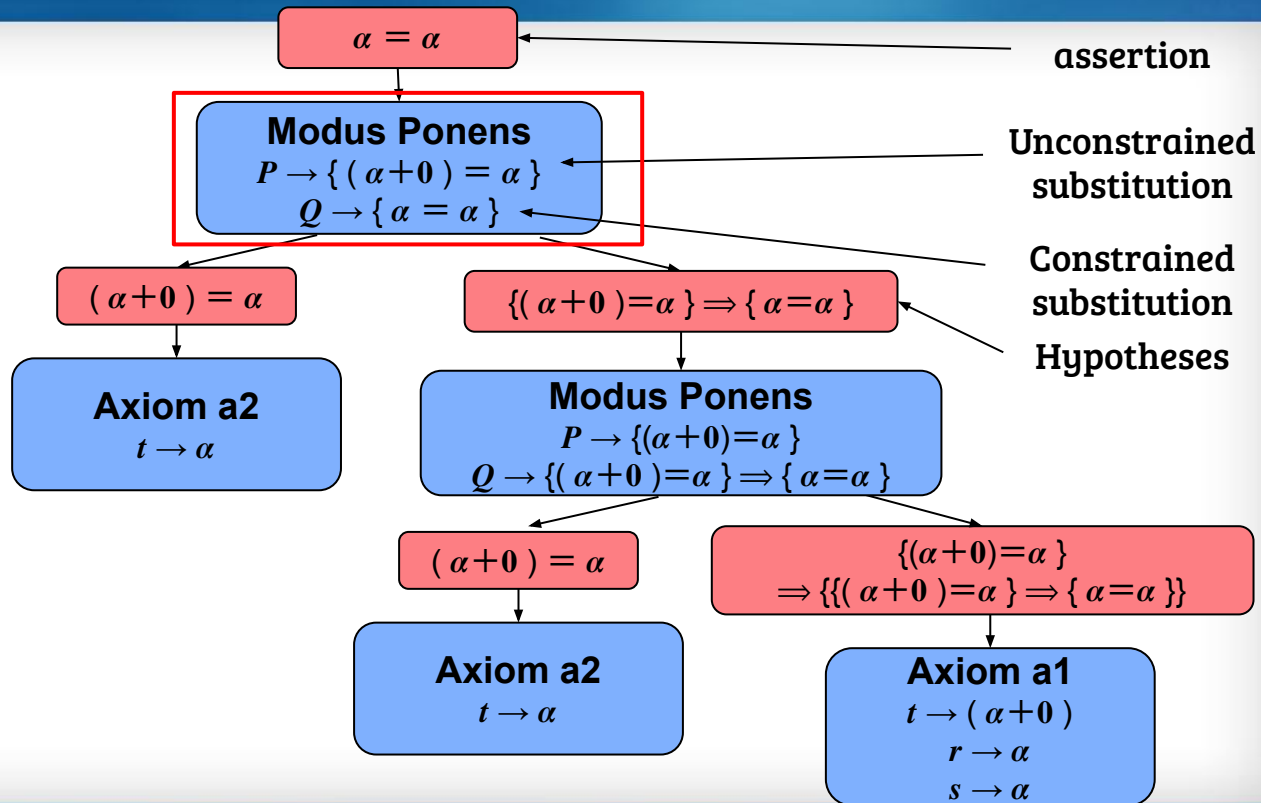 α = α
assertion
Modus Ponens
P → { ( α+0 ) = α }
Q → { α = α }
Unconstrained
substitution
Constrained
substitution
( α+0 ) = α
{( α+0 )=α } ⟹ { α=α }
Hypotheses
Axiom a2
t → α
Modus Ponens
P → {(α+0)=α }
Q → {( α+0 )=α } ⟹ { α=α }
( α+0 ) = α
{(α+0)=α }
⟹ {{( α+0 )=α } ⟹ { α=α }}
Axiom a2
t → α
Axiom a1
t → ( α+0 )
r → α
s → α